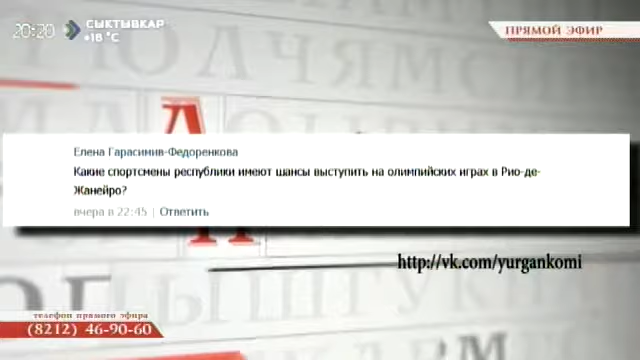 20:20 СЫКТЫВКАР
+18 °C
ПРЯМОЙ ЭФИР
Елена Гарасимив-Федоренкова
Какие спортсмены республики имеют шансы выступить на олимпийских играх в Рио-де-
Жанейро?
вчера в 22:45 | Ответить
http://vk.com/yurgankomi
телефон прямого эфира
(8212) 46-90-60